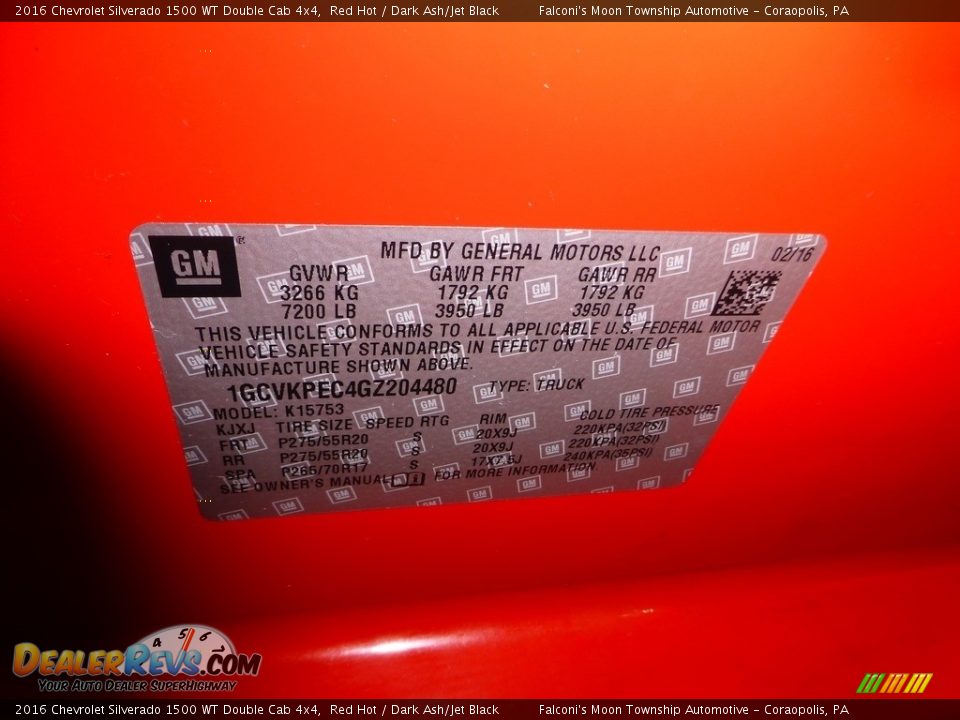 2016 Chevrolet Silverado 1500 WT Double Cab 4x4,  Red Hot / Dark Ash/Jet Black        Falconi's Moon Township Automotive - Coraopolis, PA
GM® MFD BY GENERAL MOTORS LLC 02/16
GVWR GAWR FRT GAWR RR
3266 KG 1792 KG 1792 KG
7200 LB 3950 LB 3950 LB
THIS VEHICLE CONFORMS TO ALL APPLICABLE U.S. FEDERAL MOTOR
VEHICLE SAFETY STANDARDS IN EFFECT ON THE DATE OF
MANUFACTURE SHOWN ABOVE.
1GCVKPEC4GZ204480 TYPE: TRUCK
MODEL: K15753
KJXJ TIRE SIZE SPEED RTG RIM COLD TIRE PRESSURE
FRT P275/55R20 S 20X9J 220KPA(32PSI)
RR P275/55R20 S 20X9J 220KPA(32PSI)
SPA P265/70R17 S 17X7.5J 240KPA(35PSI)
SEE OWNER'S MANUAL FOR MORE INFORMATION.
4 5 6
DEALERREVS.COM
YOUR AUTO DEALER SUPERHIGHWAY
2016 Chevrolet Silverado 1500 WT Double Cab 4x4,  Red Hot / Dark Ash/Jet Black        Falconi's Moon Township Automotive - Coraopolis, PA